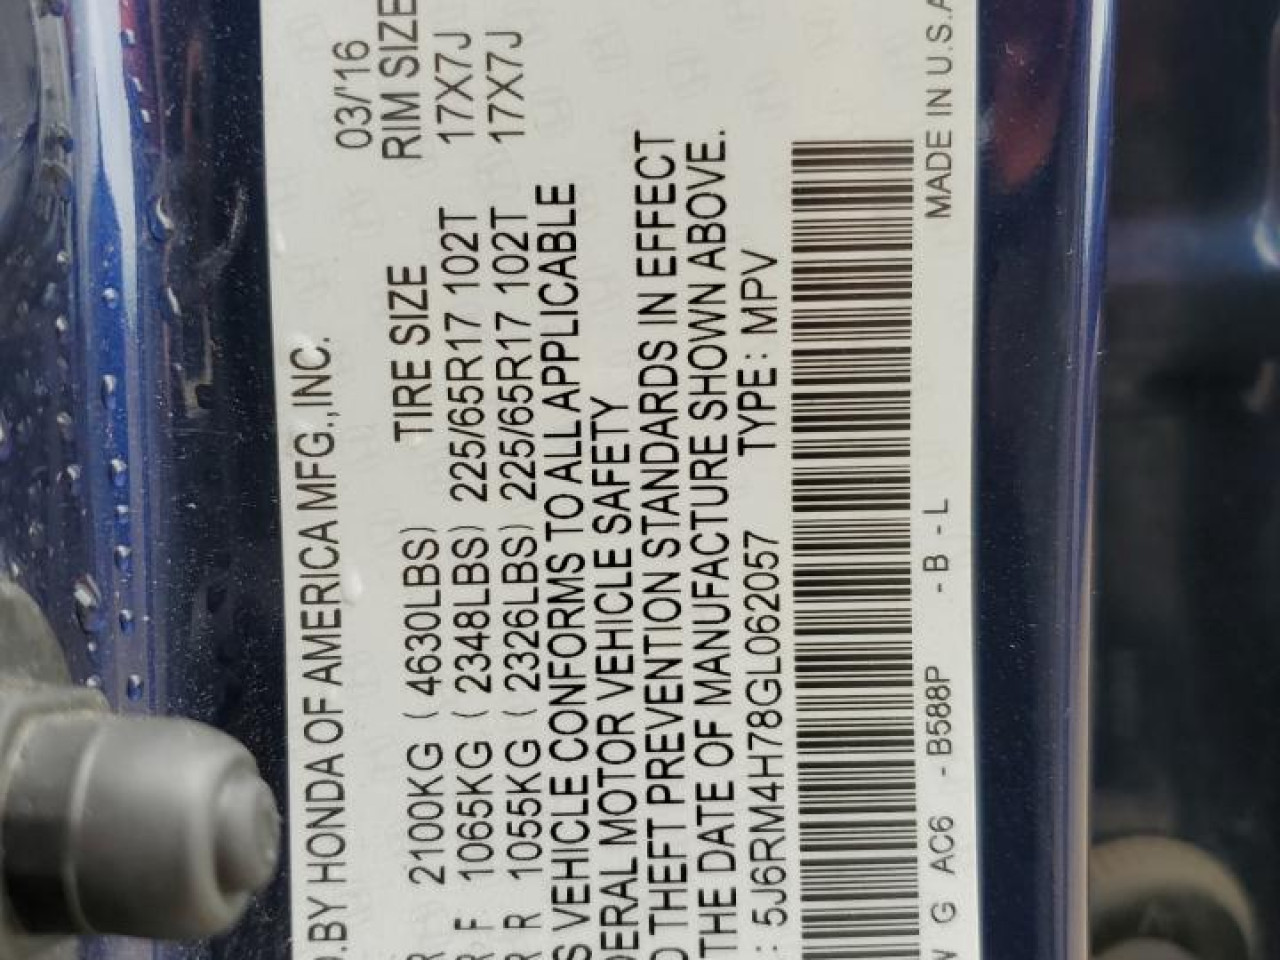 .BY HONDA OF AMERICA MFG.,INC. 03/'16
TIRE SIZE RIM SIZE
R 2100KG ( 4630LBS)
R F 1065KG ( 2348LBS) 225/65R17 102T 17X7J
R R 1055KG ( 2326LBS) 225/65R17 102T 17X7J
S VEHICLE CONFORMS TO ALL APPLICABLE
DERAL MOTOR VEHICLE SAFETY
D THEFT PREVENTION STANDARDS IN EFFECT
THE DATE OF MANUFACTURE SHOWN ABOVE.
: 5J6RM4H78GL062057 TYPE: MPV
G AC6 - B588P - B - L MADE IN U.S.A